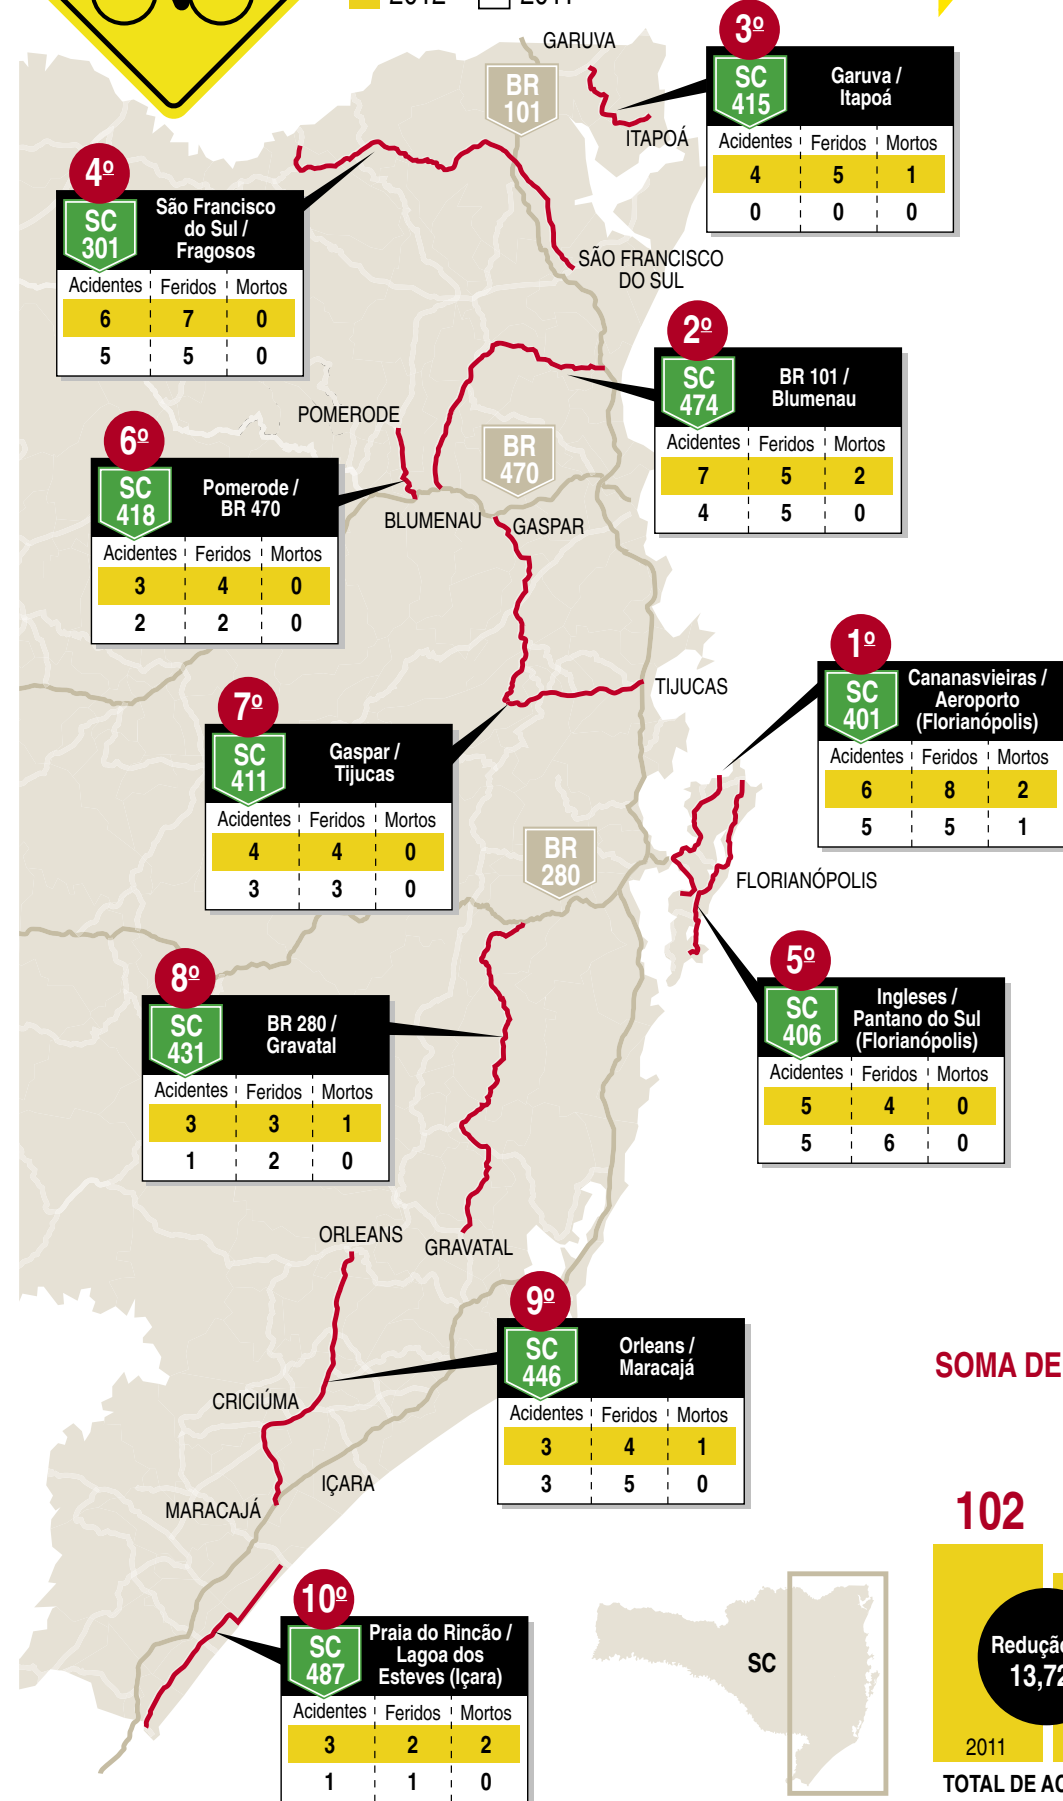 2012 2011
GARUVA
BR
101
ITAPOÁ
3º
SC
415
Garuva /
Itapoá
Acidentes Feridos Mortos
4 5 1
0 0 0
4º
SC
301
São Francisco
do Sul /
Fragosos
Acidentes Feridos Mortos
6 7 0
5 5 0
SÃO FRANCISCO
DO SUL
2º
SC
474
BR 101 /
Blumenau
Acidentes Feridos Mortos
7 5 2
4 5 0
POMERODE
BR
470
6º
SC
418
Pomerode /
BR 470
Acidentes Feridos Mortos
3 4 0
2 2 0
BLUMENAU
GASPAR
TIJUCAS
1º
SC
401
Cananasvieiras /
Aeroporto
(Florianópolis)
Acidentes Feridos Mortos
6 8 2
5 5 1
7º
SC
411
Gaspar /
Tijucas
Acidentes Feridos Mortos
4 4 0
3 3 0
BR
280
FLORIANÓPOLIS
5º
SC
406
Ingleses /
Pantano do Sul
(Florianópolis)
Acidentes Feridos Mortos
5 4 0
5 6 0
8º
SC
431
BR 280 /
Gravatal
Acidentes Feridos Mortos
3 3 1
1 2 0
ORLEANS
GRAVATAL
9º
SC
446
Orleans /
Maracajá
Acidentes Feridos Mortos
3 4 1
3 5 0
CRICIÚMA
IÇARA
MARACAJÁ
10º
SC
487
Praia do Rincão /
Lagoa dos
Esteves (Içara)
Acidentes Feridos Mortos
3 2 2
1 1 0
SC
SOMA DE
102
Redução
13,72
2011
TOTAL DE AC